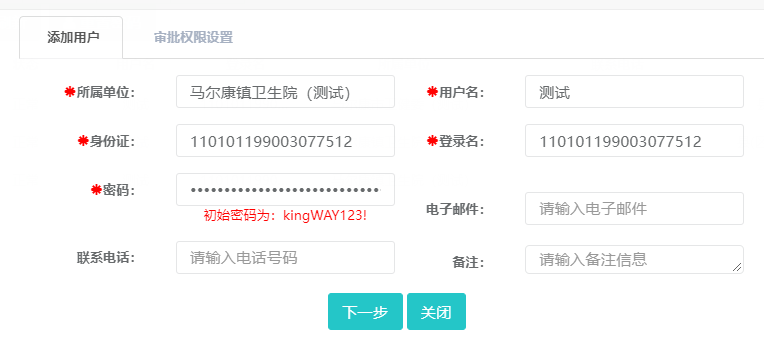 添加用户 审批权限设置
✹所属单位： 马尔康镇卫生院（测试） ✹用户名： 测试
✹身份证： 110101199003077512 ✹登录名： 110101199003077512
✹密码： ••••••••••••••••••••••••••••
初始密码为：kingWAY123!
电子邮件： 请输入电子邮件
联系电话： 请输入电话号码 备注： 请输入备注信息
下一步 关闭